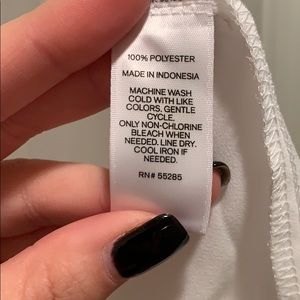 100% POLYESTER
MADE IN INDONESIA
MACHINE WASH
COLD WITH LIKE
COLORS. GENTLE
CYCLE.
ONLY NON-CHLORINE
BLEACH WHEN
NEEDED. LINE DRY.
COOL IRON IF
NEEDED.
RN# 55285